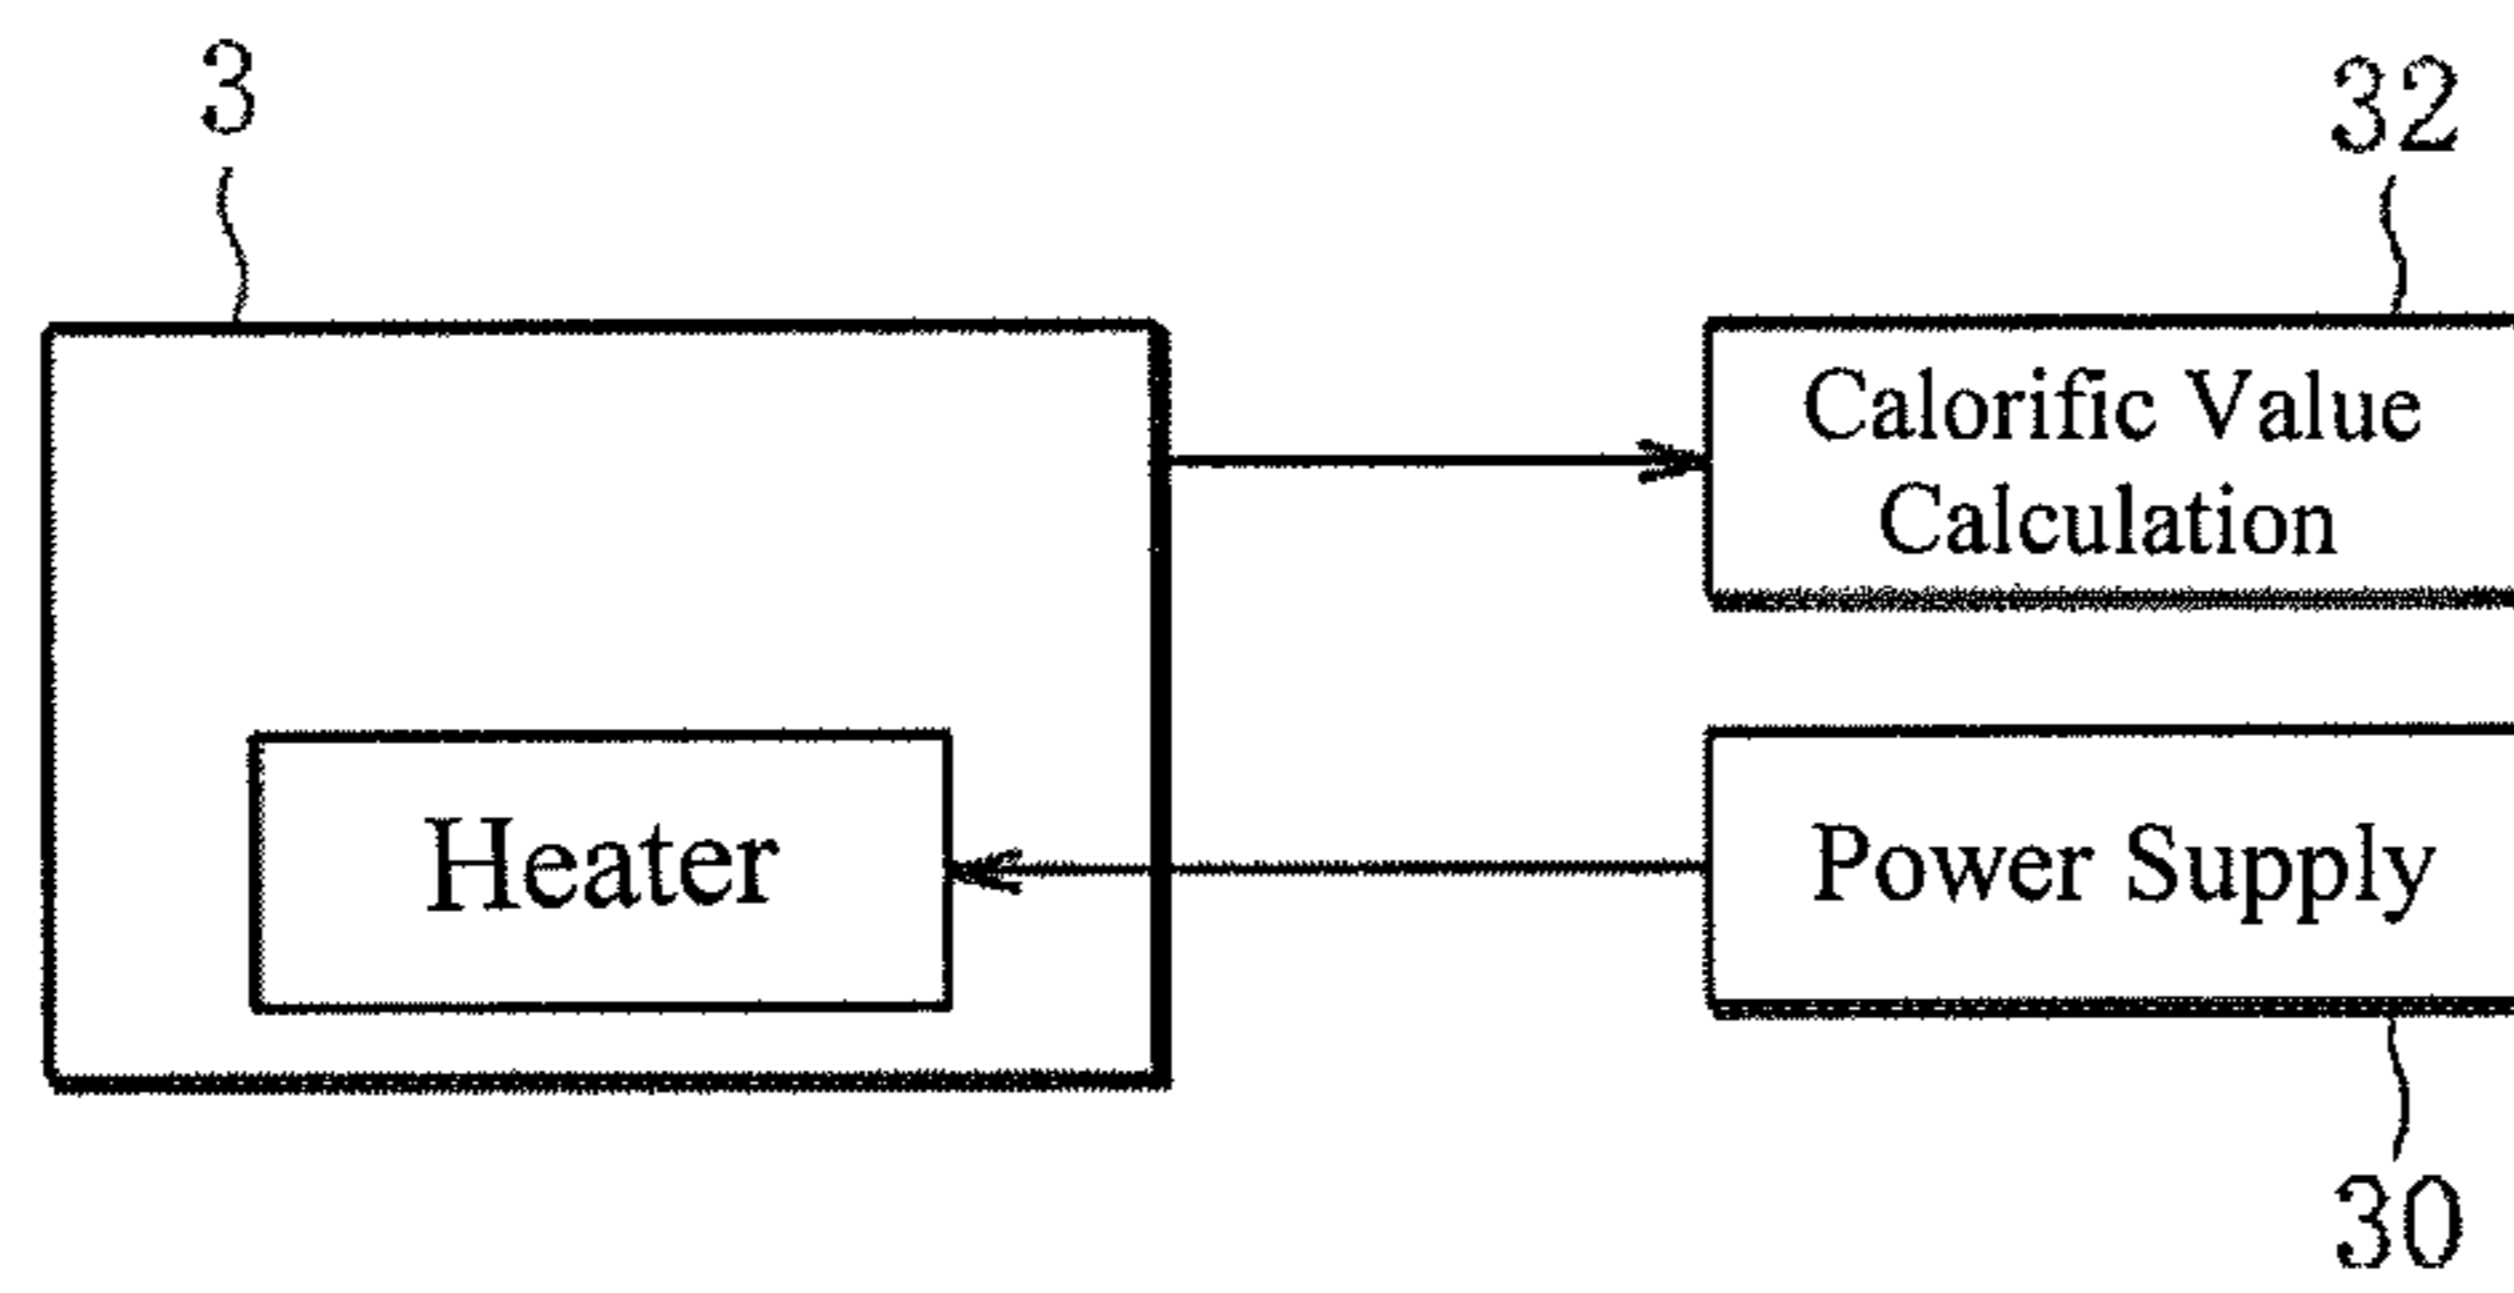 3
32
Calorific Value
Calculation
Heater
Power Supply
30